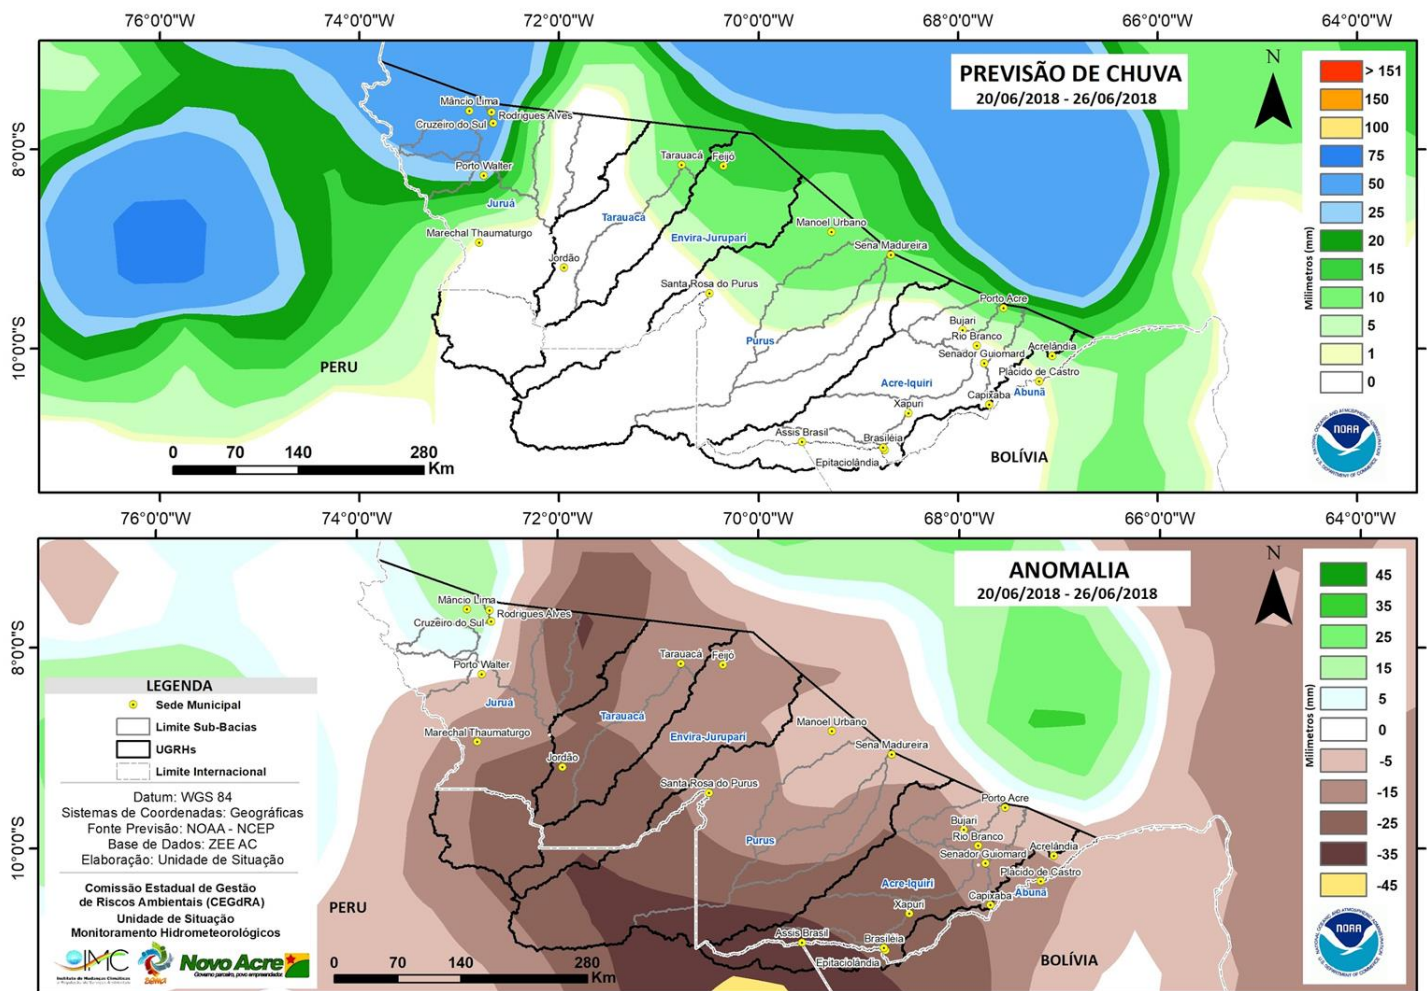 76°0'0"W 74°0'0"W 72°0'0"W 70°0'0"W 68°0'0"W 66°0'0"W 64°0'0"W
PREVISÃO DE CHUVA
20/06/2018 - 26/06/2018
N
> 151
150
100
75
50
25
20
15
10
5
1
0
Milímetros (mm)
NOAA
8°0'0"S
10°0'0"S
Mâncio Lima
Rodrigues Alves
Cruzeiro do Sul
Porto Walter
Juruá
Marechal Thaumaturgo
Jordão
Tarauacá
Feijó
Tarauacá
Envira-Jurupari
Manoel Urbano
Sena Madureira
Santa Rosa do Purus
Purus
Porto Acre
Bujari
Rio Branco
Senador Guiomard
Acrelândia
Plácido de Castro
Abunã
Acre-Iquiri
Capixaba
Xapuri
Assis Brasil
Brasiléia
Epitaciolândia
PERU
BOLÍVIA
0 70 140 280
Km
76°0'0"W 74°0'0"W 72°0'0"W 70°0'0"W 68°0'0"W 66°0'0"W 64°0'0"W
ANOMALIA
20/06/2018 - 26/06/2018
N
45
35
25
15
5
0
-5
-15
-25
-35
-45
Milímetros (mm)
NOAA
8°0'0"S
10°0'0"S
Mâncio Lima
Rodrigues Alves
Cruzeiro do Sul
Porto Walter
Juruá
Marechal Thaumaturgo
Jordão
Tarauacá
Feijó
Tarauacá
Envira-Jurupari
Manoel Urbano
Sena Madureira
Santa Rosa do Purus
Purus
Porto Acre
Bujari
Rio Branco
Senador Guiomard
Acrelândia
Plácido de Castro
Abunã
Acre-Iquiri
Capixaba
Xapuri
Assis Brasil
Brasiléia
Epitaciolândia
PERU
BOLÍVIA
0 70 140 280
Km
LEGENDA
Sede Municipal
Limite Sub-Bacias
UGRHs
Limite Internacional
Datum: WGS 84
Sistemas de Coordenadas: Geográficas
Fonte Previsão: NOAA - NCEP
Base de Dados: ZEE AC
Elaboração: Unidade de Situação
Comissão Estadual de Gestão
de Riscos Ambientais (CEGdRA)
Unidade de Situação
Monitoramento Hidrometeorológicos
IMC
Novo Acre